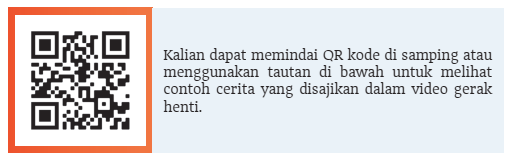 Kalian dapat memindai QR kode di samping atau
menggunakan tautan di bawah untuk melihat
contoh cerita yang disajikan dalam video gerak
henti.